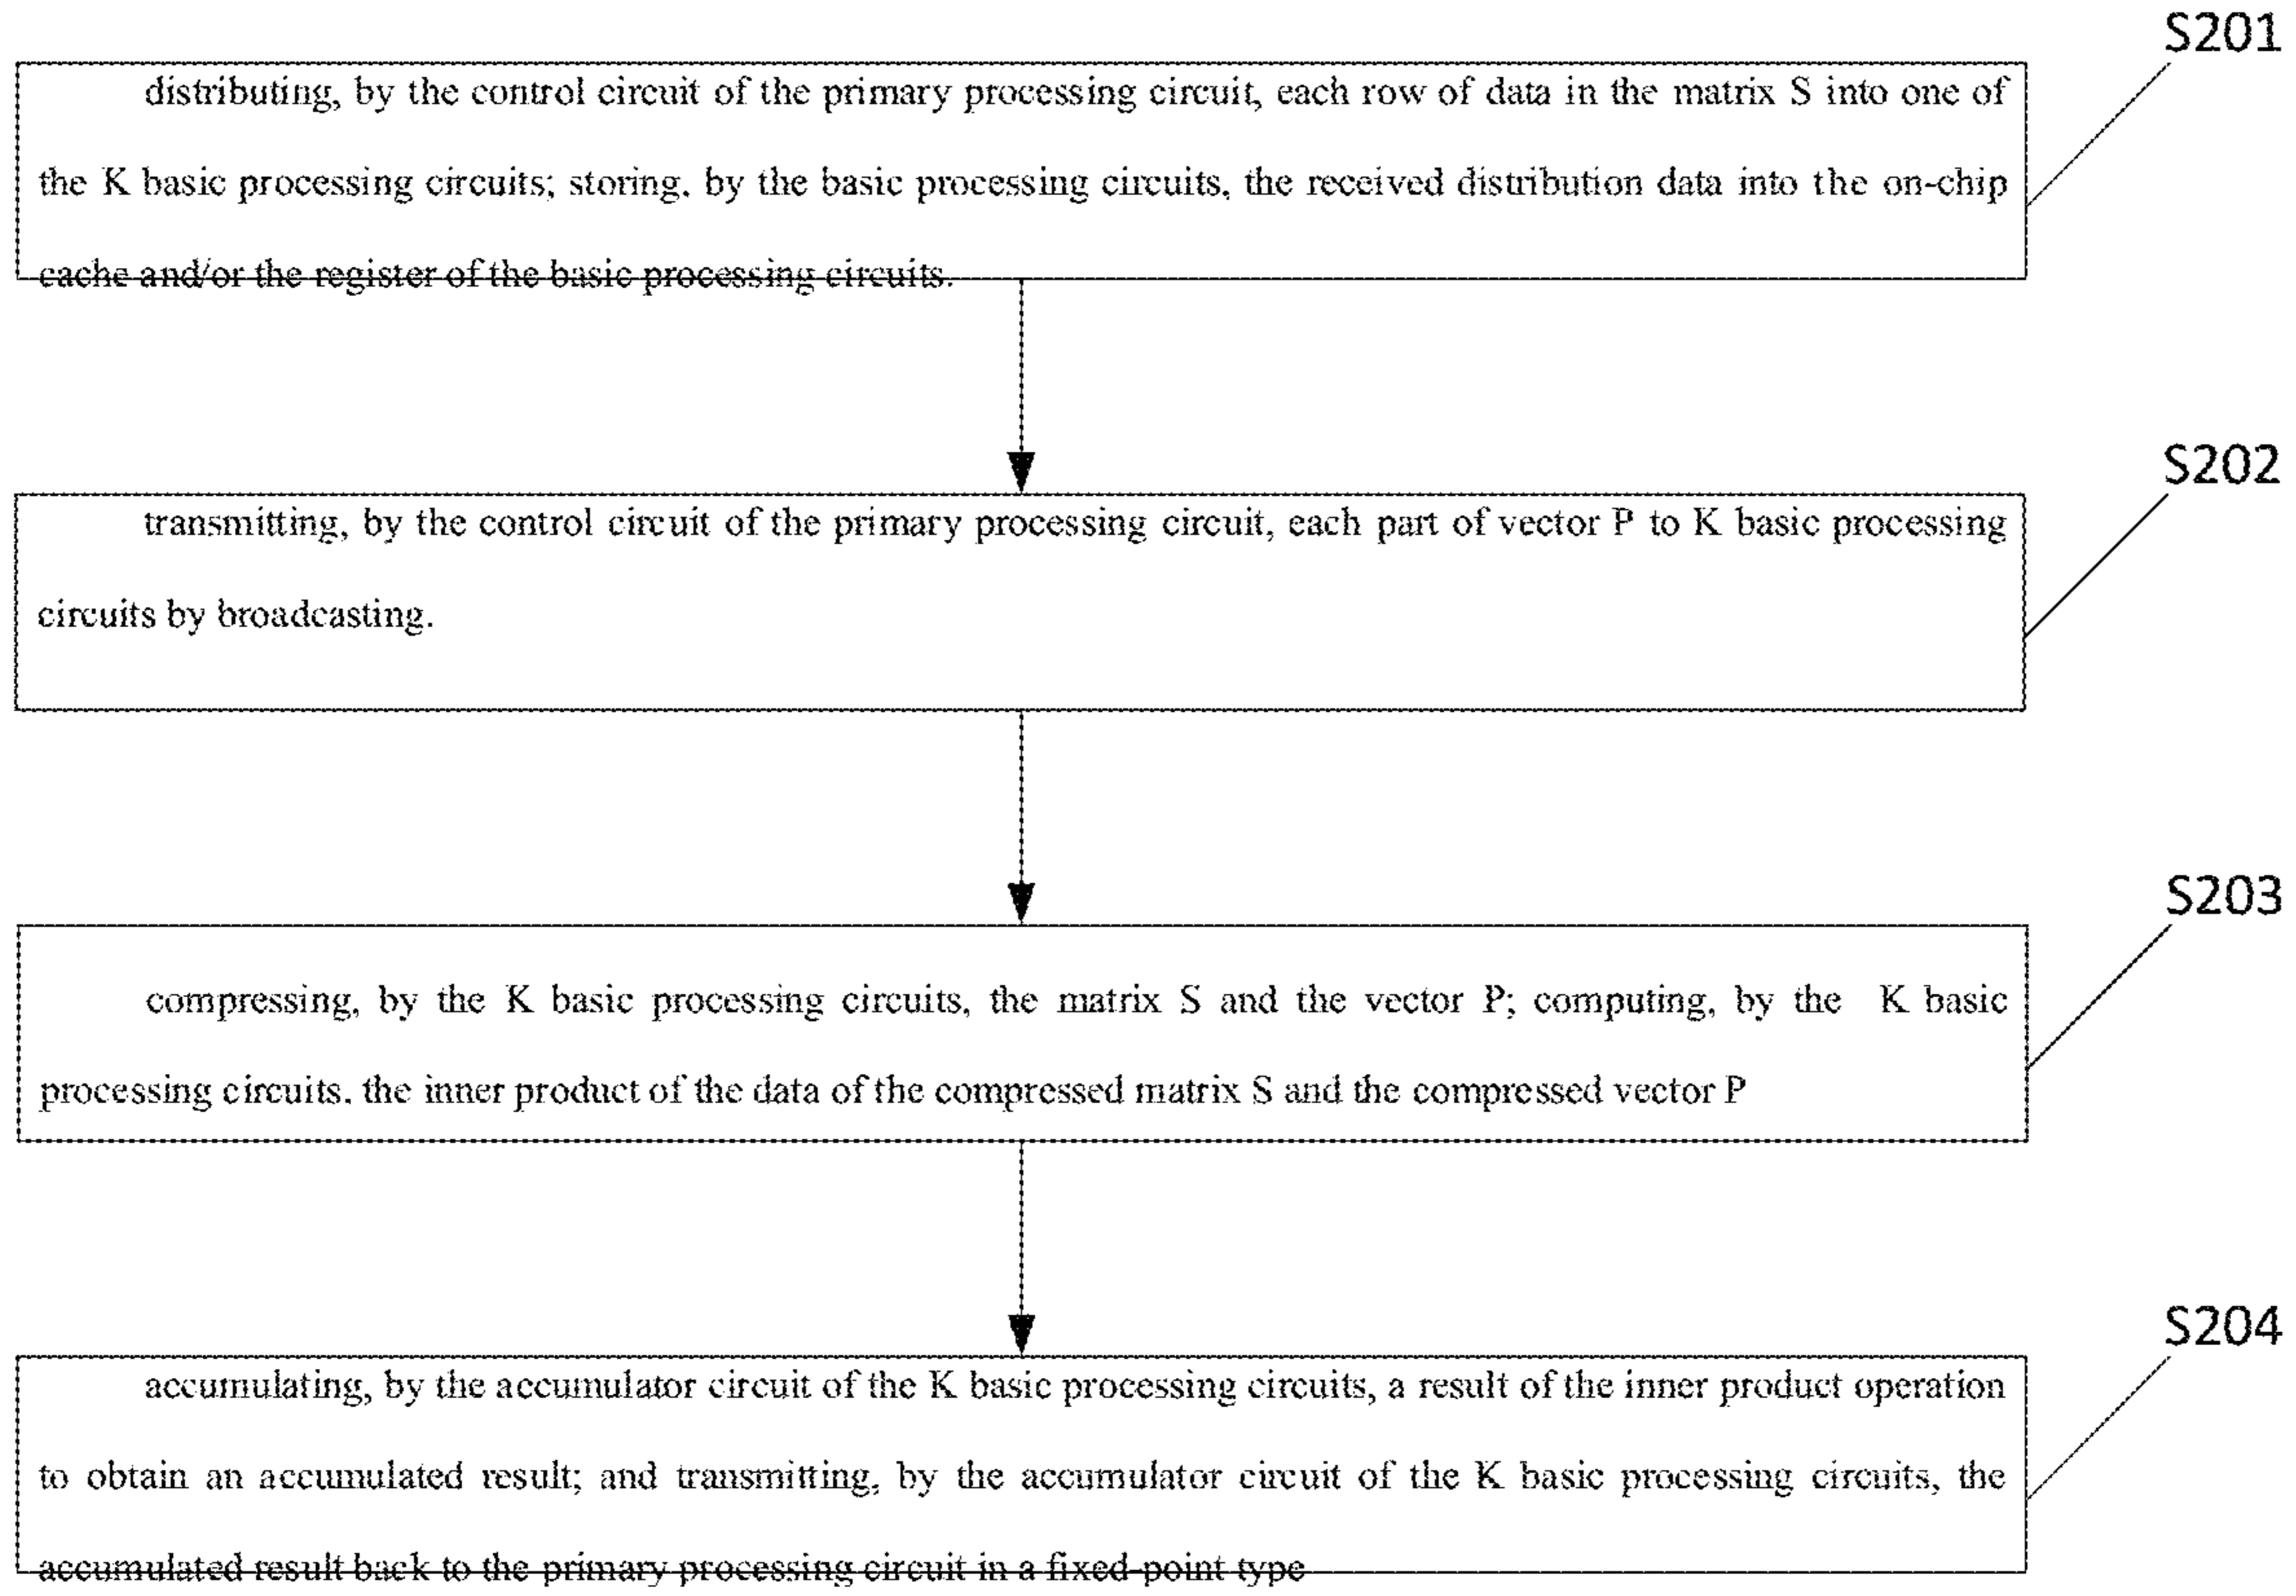 S201
distributing, by the control circuit of the primary processing circuit, each row of data in the matrix S into one of
the K basic processing circuits; storing, by the basic processing circuits, the received distribution data into the on-chip
cache and/or the register of the basic processing circuits.
S202
transmitting, by the control circuit of the primary processing circuit, each part of vector P to K basic processing
circuits by broadcasting.
S203
compressing, by the K basic processing circuits, the matrix S and the vector P; computing, by the K basic
processing circuits, the inner product of the data of the compressed matrix S and the compressed vector P
S204
accumulating, by the accumulator circuit of the K basic processing circuits, a result of the inner product operation
to obtain an accumulated result; and transmitting, by the accumulator circuit of the K basic processing circuits, the
accumulated result back to the primary processing circuit in a fixed-point type